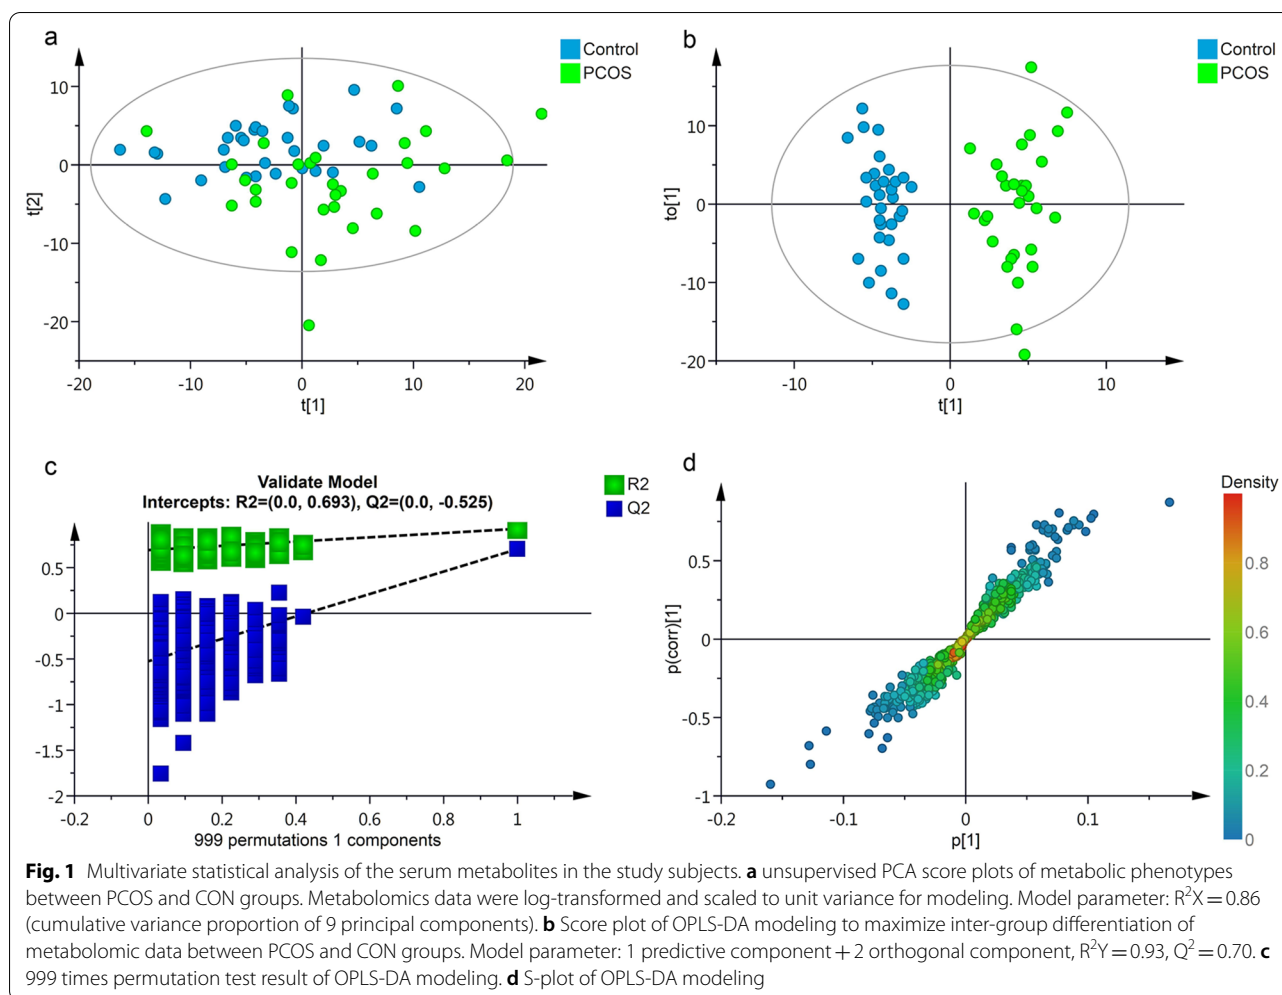 a
Control
PCOS
10
0
-10
-20
t[2]
-20
-10
0
10
20
t[1]
b
Control
PCOS
10
0
-10
-20
to[1]
-10
0
10
t[1]
c
Validate Model
Intercepts: R2=(0.0, 0.693), Q2=(0.0, -0.525)
R2
Q2
0.5
0
-0.5
-1
-1.5
-2
-0.2
0
0.2
0.4
0.6
0.8
1
999 permutations 1 components
d
Density
0.8
0.6
0.4
0.2
0
0.5
0
-0.5
-1
p(corr)[1]
-0.2
-0.1
0
0.1
p[1]
Fig. 1 Multivariate statistical analysis of the serum metabolites in the study subjects. a unsupervised PCA score plots of metabolic phenotypes
between PCOS and CON groups. Metabolomics data were log-transformed and scaled to unit variance for modeling. Model parameter: R²X = 0.86
(cumulative variance proportion of 9 principal components). b Score plot of OPLS-DA modeling to maximize inter-group differentiation of
metabolomic data between PCOS and CON groups. Model parameter: 1 predictive component + 2 orthogonal component, R²Y = 0.93, Q² = 0.70. c
999 times permutation test result of OPLS-DA modeling. d S-plot of OPLS-DA modeling